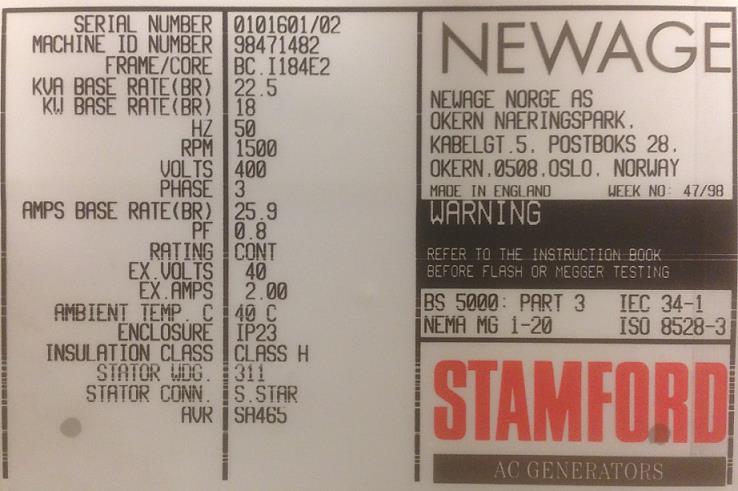 SERIAL NUMBER 0101601/02
MACHINE ID NUMBER 98471482
FRAME/CORE BC.I184E2
KVA BASE RATE(BR) 22.5
KW BASE RATE(BR) 18
HZ 50
RPM 1500
VOLTS 400
PHASE 3
AMPS BASE RATE(BR) 25.9
PF 0.8
RATING CONT
EX.VOLTS 40
EX.AMPS 2.00
AMBIENT TEMP. C 40 C
ENCLOSURE IP23
INSULATION CLASS CLASS H
STATOR WDG. 311
STATOR CONN. S.STAR
AVR SA465
NEWAGE
NEWAGE NORGE AS
OKERN NAERINGSPARK.
KABELGT.5. POSTBOKS 28.
OKERN.0508.OSLO. NORWAY
MADE IN ENGLAND WEEK NO: 47/98
WARNING
REFER TO THE INSTRUCTION BOOK
BEFORE FLASH OR MEGGER TESTING
BS 5000: PART 3 IEC 34-1
NEMA MG 1-20 ISO 8528-3
STAMFORD
AC GENERATORS